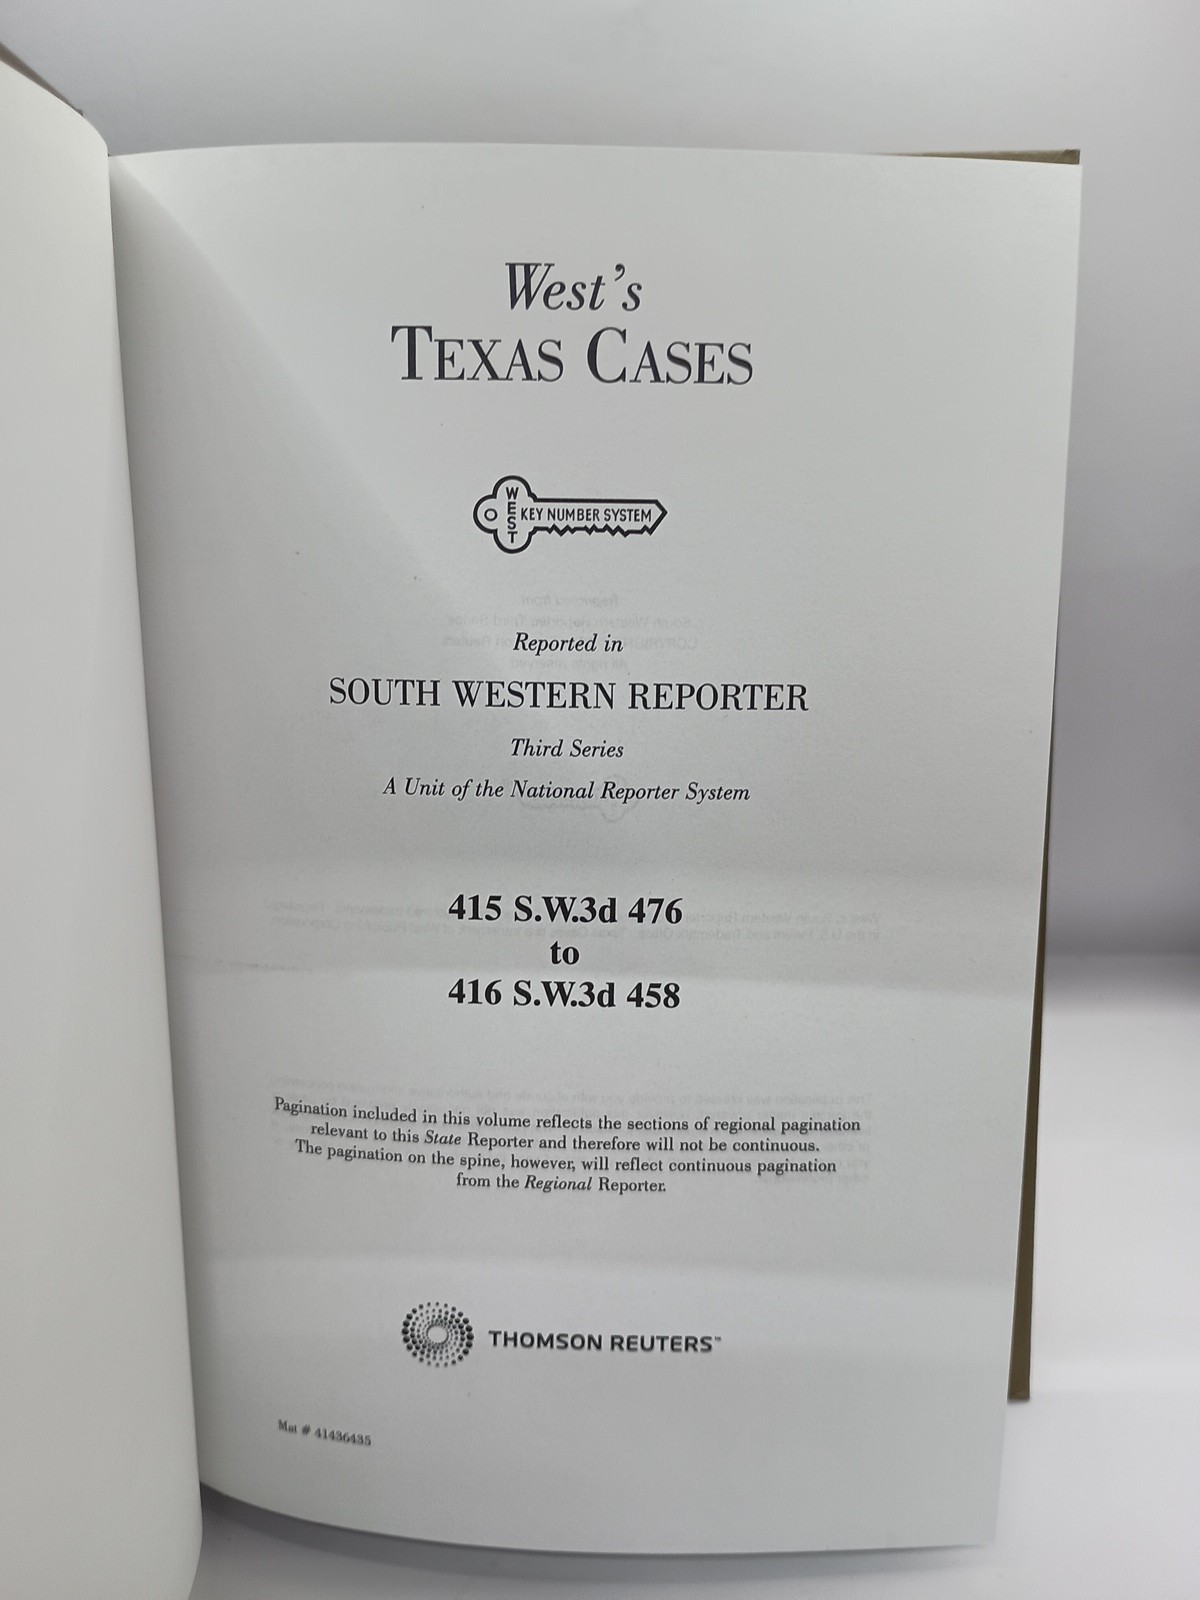 West's
TEXAS CASES
WEST
KEY NUMBER SYSTEM
Reported in
SOUTH WESTERN REPORTER
Third Series
A Unit of the National Reporter System
415 S.W.3d 476
to
416 S.W.3d 458
Pagination included in this volume reflects the sections of regional pagination
relevant to this State Reporter and therefore will not be continuous.
The pagination on the spine, however, will reflect continuous pagination
from the Regional Reporter.
THOMSON REUTERS™
Mat # 41436435